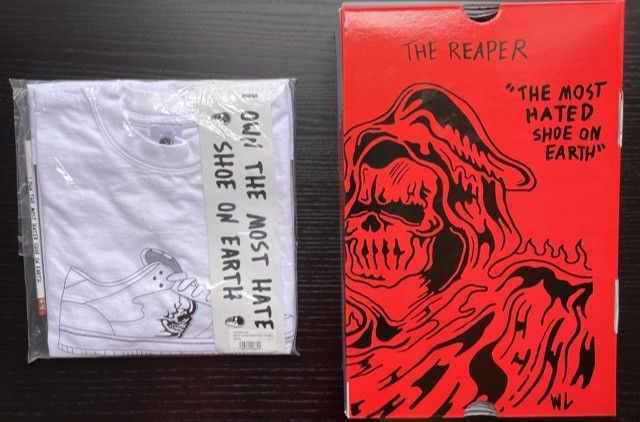 OWN THE MOST HATE
SHOE ON EARTH
THE REAPER
"THE MOST
HATED
SHOE ON
EARTH"
WL